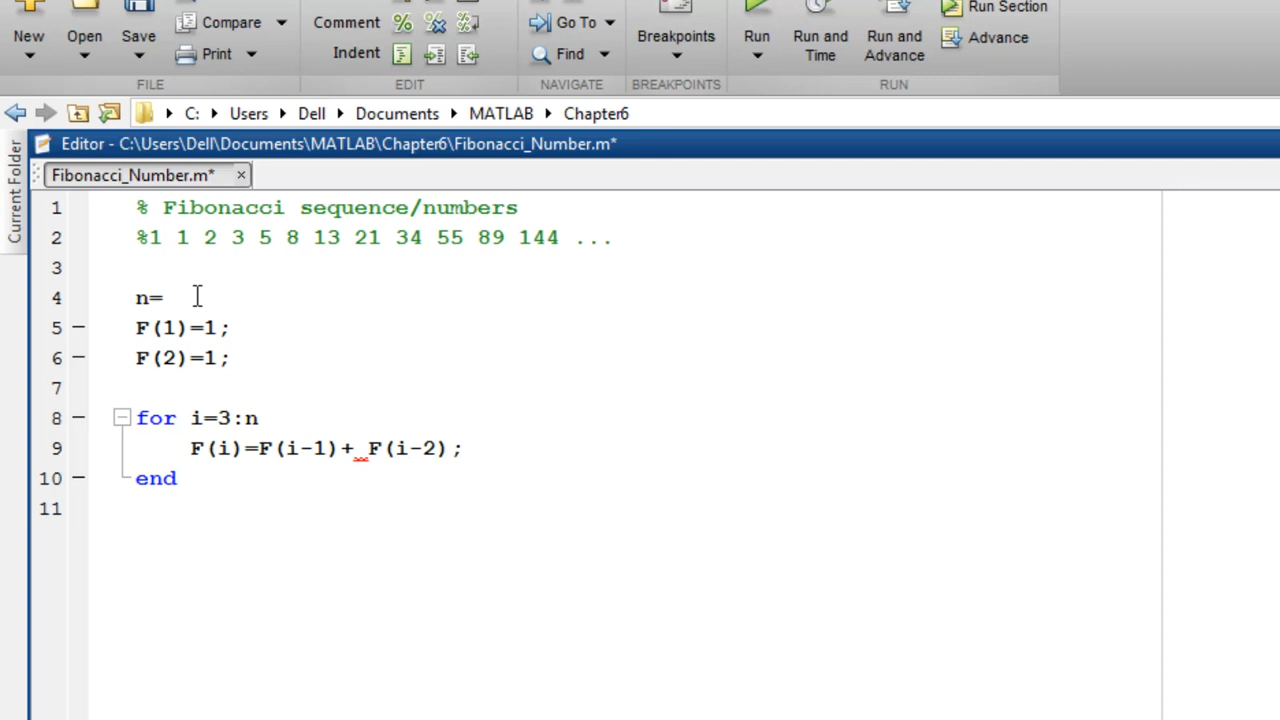 New Open Save Compare Print
Comment
Indent
Go To
Find
Breakpoints
Run Run and Time Run and Advance
Run Section
Advance
FILE EDIT NAVIGATE BREAKPOINTS RUN
C: Users Dell Documents MATLAB Chapter6
Current Folder
Editor - C:\Users\Dell\Documents\MATLAB\Chapter6\Fibonacci_Number.m*
Fibonacci_Number.m* ×
1 % Fibonacci sequence/numbers
2 %1 1 2 3 5 8 13 21 34 55 89 144 ...
3
4 n=
5 F(1)=1;
6 F(2)=1;
7
8 for i=3:n
9 F(i)=F(i-1)+ F(i-2);
10 end
11